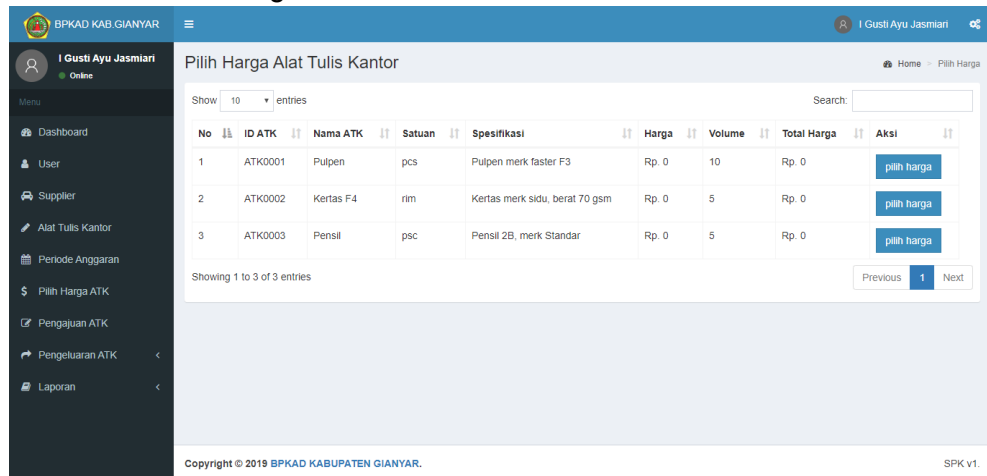 BPKAD KAB.GIANYAR
I Gusti Ayu Jasmiari
I Gusti Ayu Jasmiari
Online
Menu
Dashboard
User
Supplier
Alat Tulis Kantor
Periode Anggaran
Pilih Harga ATK
Pengajuan ATK
Pengeluaran ATK
Laporan
Pilih Harga Alat Tulis Kantor
Home > Pilih Harga
Show 10 entries Search:
No ID ATK Nama ATK Satuan Spesifikasi Harga Volume Total Harga Aksi
1 ATK0001 Pulpen pcs Pulpen merk faster F3 Rp. 0 10 Rp. 0 pilih harga
2 ATK0002 Kertas F4 rim Kertas merk sidu, berat 70 gsm Rp. 0 5 Rp. 0 pilih harga
3 ATK0003 Pensil psc Pensil 2B, merk Standar Rp. 0 5 Rp. 0 pilih harga
Showing 1 to 3 of 3 entries Previous 1 Next
Copyright © 2019 BPKAD KABUPATEN GIANYAR. SPK v1.